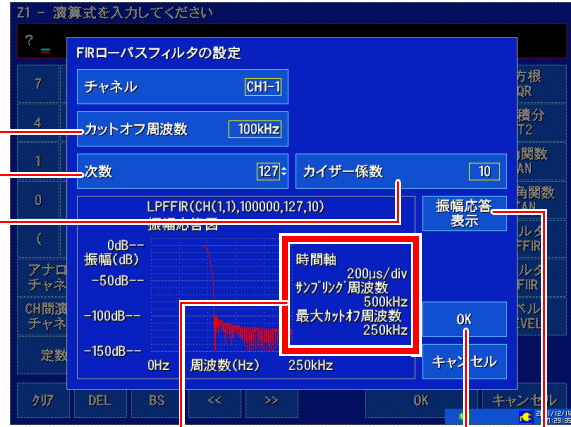 Z1 - 演算式を入力してください
?
FIRローパスフィルタの設定
チャネル CH1-1
カットオフ周波数 100kHz
次数 127 カイザー係数 10
LPFFIR(CH(1,1),100000,127,10)
振幅応答図
振幅応答
表示
0dB--
振幅(dB)
-50dB--
-100dB--
-150dB--
0Hz 周波数(Hz) 250kHz
時間軸
200μs/div
サンプリング周波数
500kHz
最大カットオフ周波数
250kHz
OK
キャンセル
7
4
1
0
(
アナロ
チャネ
CH間演
チャネ
定数
方根
QR
積分
T2
関数
AN
角関数
AN
ルタ
FFIR
ルタ
FIIR
ベル
EVEL
クリア DEL BS << >> OK キャンセル